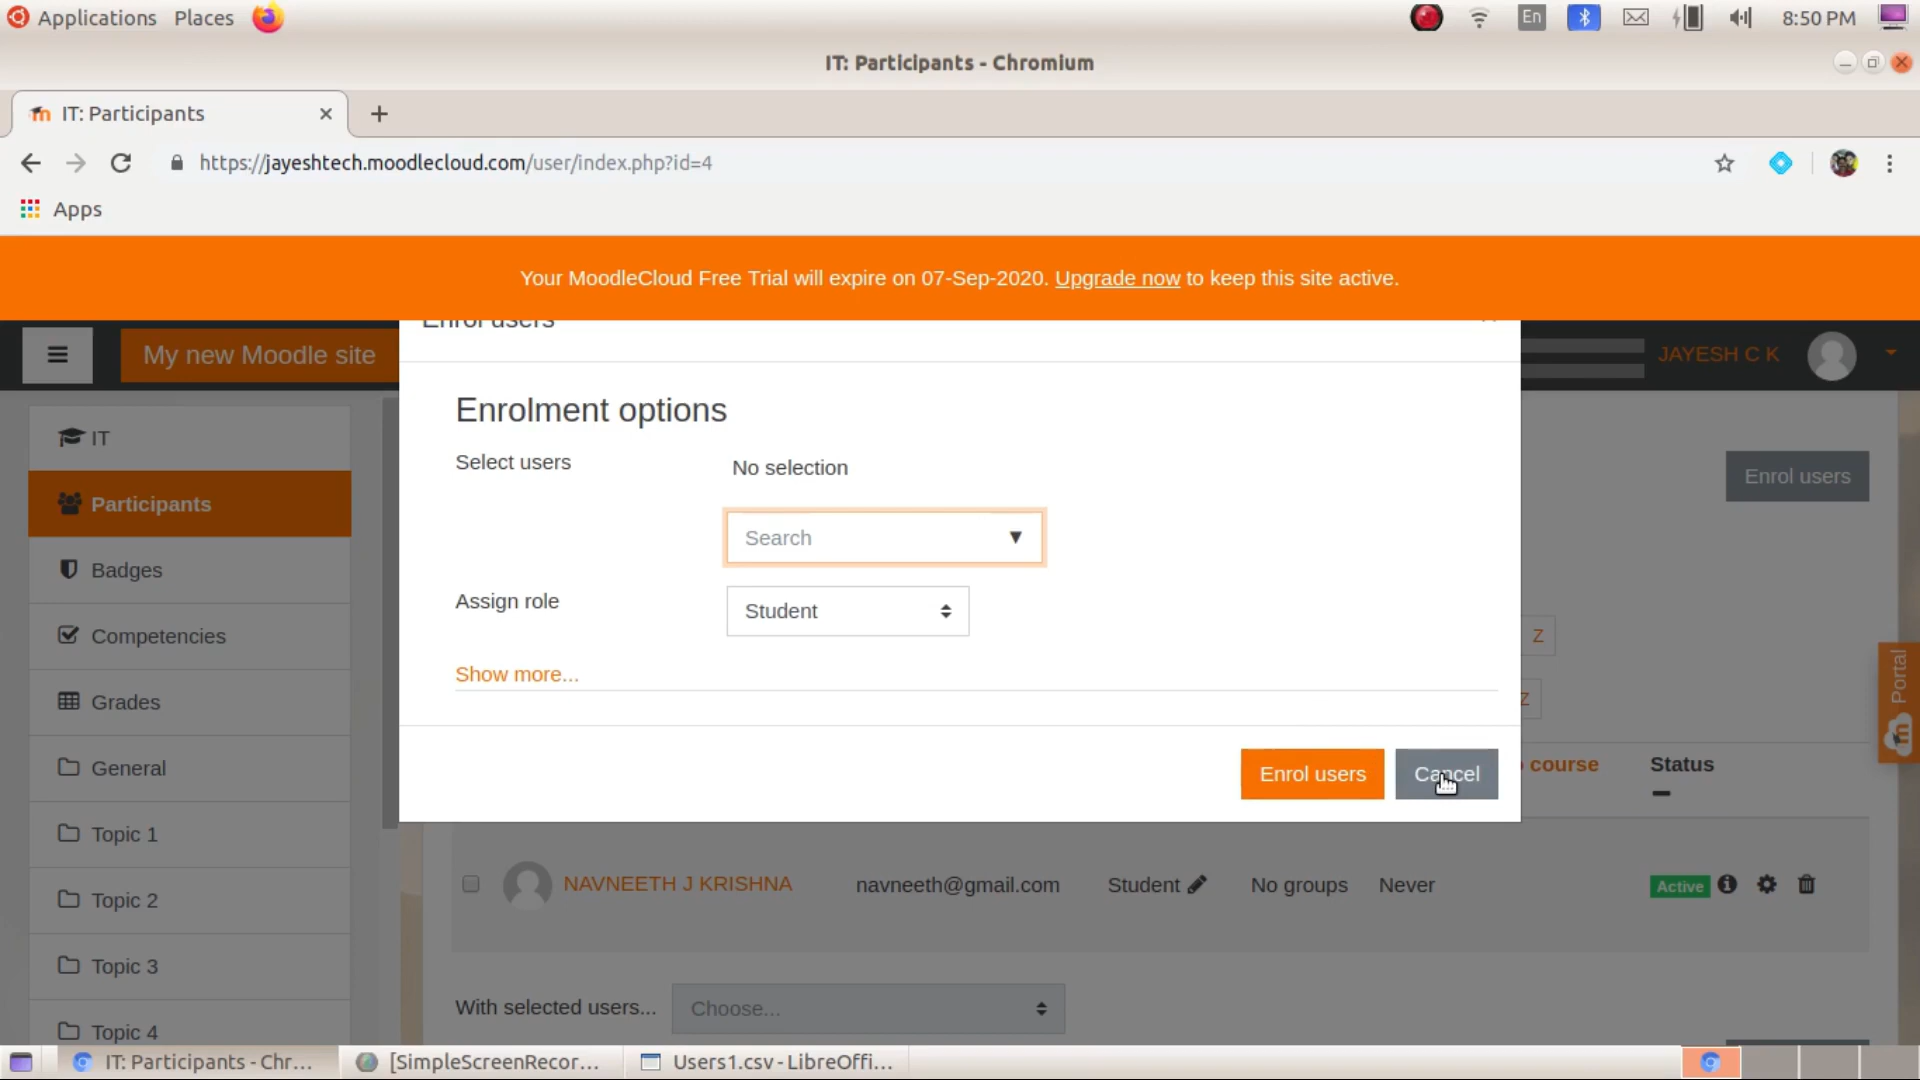 Applications Places
En 8:50 PM
IT: Participants - Chromium
IT: Participants
https://jayeshtech.moodlecloud.com/user/index.php?id=4
Apps
Your MoodleCloud Free Trial will expire on 07-Sep-2020. Upgrade now to keep this site active.
My new Moodle site
Enrol users
JAYESH C K
IT
Participants
Badges
Competencies
Grades
General
Topic 1
Topic 2
Topic 3
Topic 4
Enrolment options
Select users
No selection
Search
Assign role
Student
Show more...
Enrol users
Cancel
Enrol users
Z
Z
Portal
course
Status
NAVNEETH J KRISHNA navneeth@gmail.com Student No groups Never Active
With selected users... Choose...
IT: Participants - Chr... [SimpleScreenRecor... Users1.csv - LibreOffi...